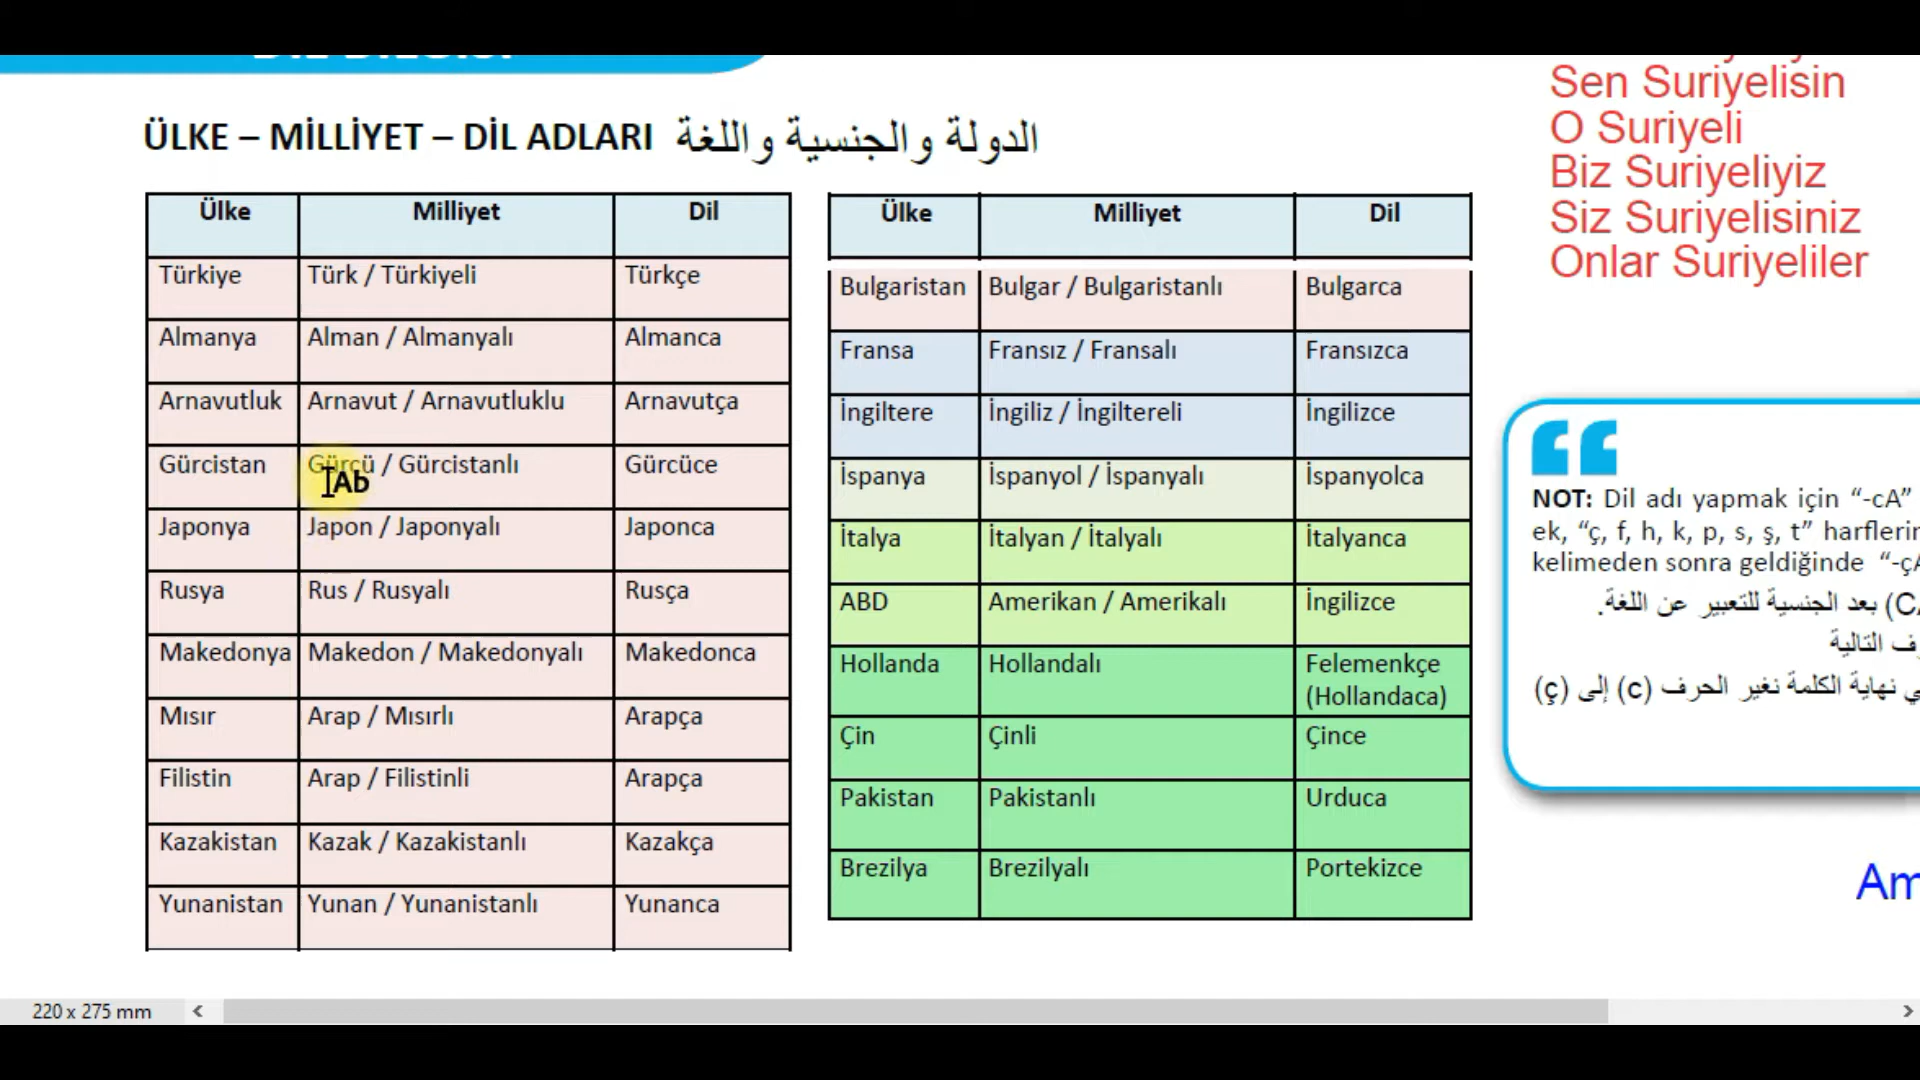 ÜLKE – MİLLİYET – DİL ADLARI الدولة والجنسية واللغة
Ülke Milliyet Dil
Türkiye Türk / Türkiyeli Türkçe
Almanya Alman / Almanyalı Almanca
Arnavutluk Arnavut / Arnavutluklu Arnavutça
Gürcistan Gürcü / Gürcistanlı Gürcüce
Ab
Japonya Japon / Japonyalı Japonca
Rusya Rus / Rusyalı Rusça
Makedonya Makedon / Makedonyalı Makedonca
Mısır Arap / Mısırlı Arapça
Filistin Arap / Filistinli Arapça
Kazakistan Kazak / Kazakistanlı Kazakça
Yunanistan Yunan / Yunanistanlı Yunanca
Ülke Milliyet Dil
Bulgaristan Bulgar / Bulgaristanlı Bulgarca
Fransa Fransız / Fransalı Fransızca
İngiltere İngiliz / İngiltereli İngilizce
İspanya İspanyol / İspanyalı İspanyolca
İtalya İtalyan / İtalyalı İtalyanca
ABD Amerikan / Amerikalı İngilizce
Hollanda Hollandalı Felemenkçe
(Hollandaca)
Çin Çinli Çince
Pakistan Pakistanlı Urduca
Brezilya Brezilyalı Portekizce
Sen Suriyelisin
O Suriyeli
Biz Suriyeliyiz
Siz Suriyelisiniz
Onlar Suriyeliler
NOT: Dil adı yapmak için “-cA”
ek, “ç, f, h, k, p, s, ş, t”
kelimeden sonra geldiğinde
بعد الجنسية للتعبير عن اللغة.
التالية
نهاية الكلمة نغير الحرف (c) إلى (ç)
220 x 275 mm